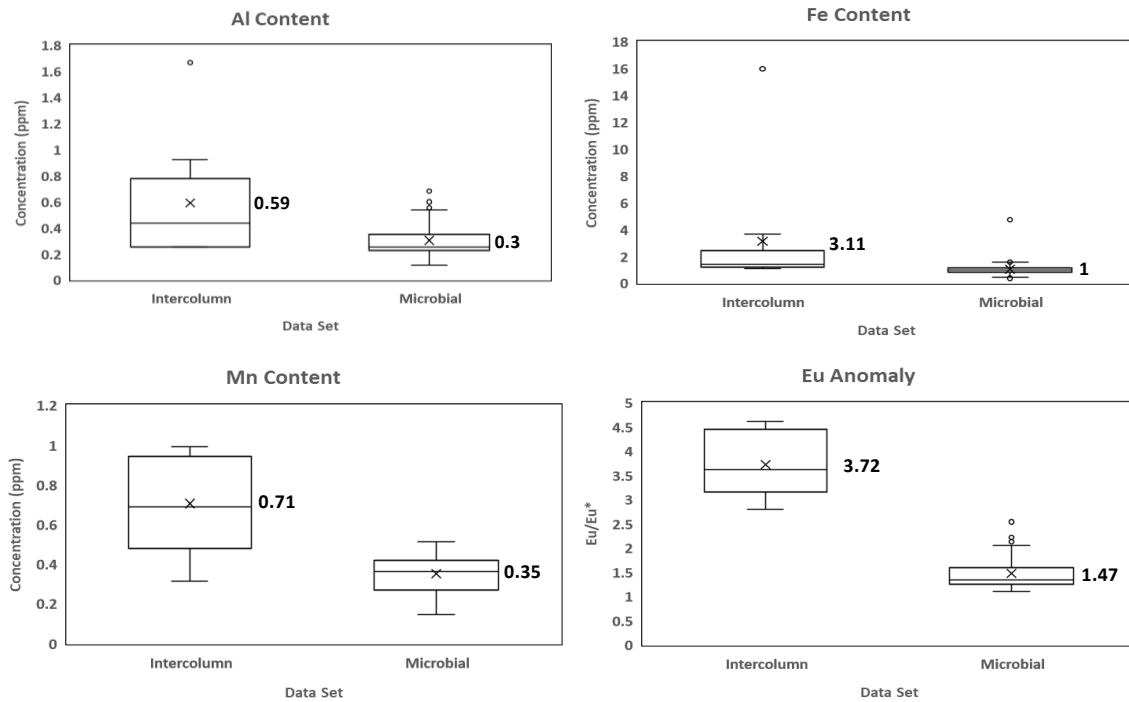 Al Content
Concentration (ppm)
1.8
1.6
1.4
1.2
1
0.8
0.6
0.4
0.2
0
0.59
0.3
Intercolumn
Microbial
Data Set
Fe Content
Concentration (ppm)
18
16
14
12
10
8
6
4
2
0
3.11
1
Intercolumn
Microbial
Data Set
Mn Content
Concentration (ppm)
1.2
1
0.8
0.6
0.4
0.2
0
0.71
0.35
Intercolumn
Microbial
Data Set
Eu Anomaly
Eu/Eu*
5
4.5
4
3.5
3
2.5
2
1.5
1
0.5
0
3.72
1.47
Intercolumn
Microbial
Data Set